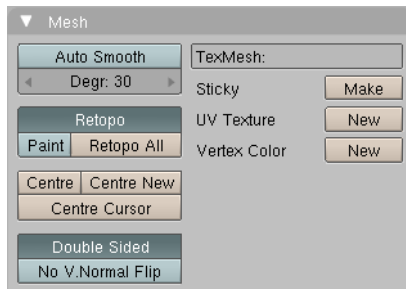 Mesh
Auto Smooth
Degr: 30
Retopo
Paint Retopo All
Centre Centre New
Centre Cursor
Double Sided
No V.Normal Flip
TexMesh:
Sticky Make
UV Texture New
Vertex Color New